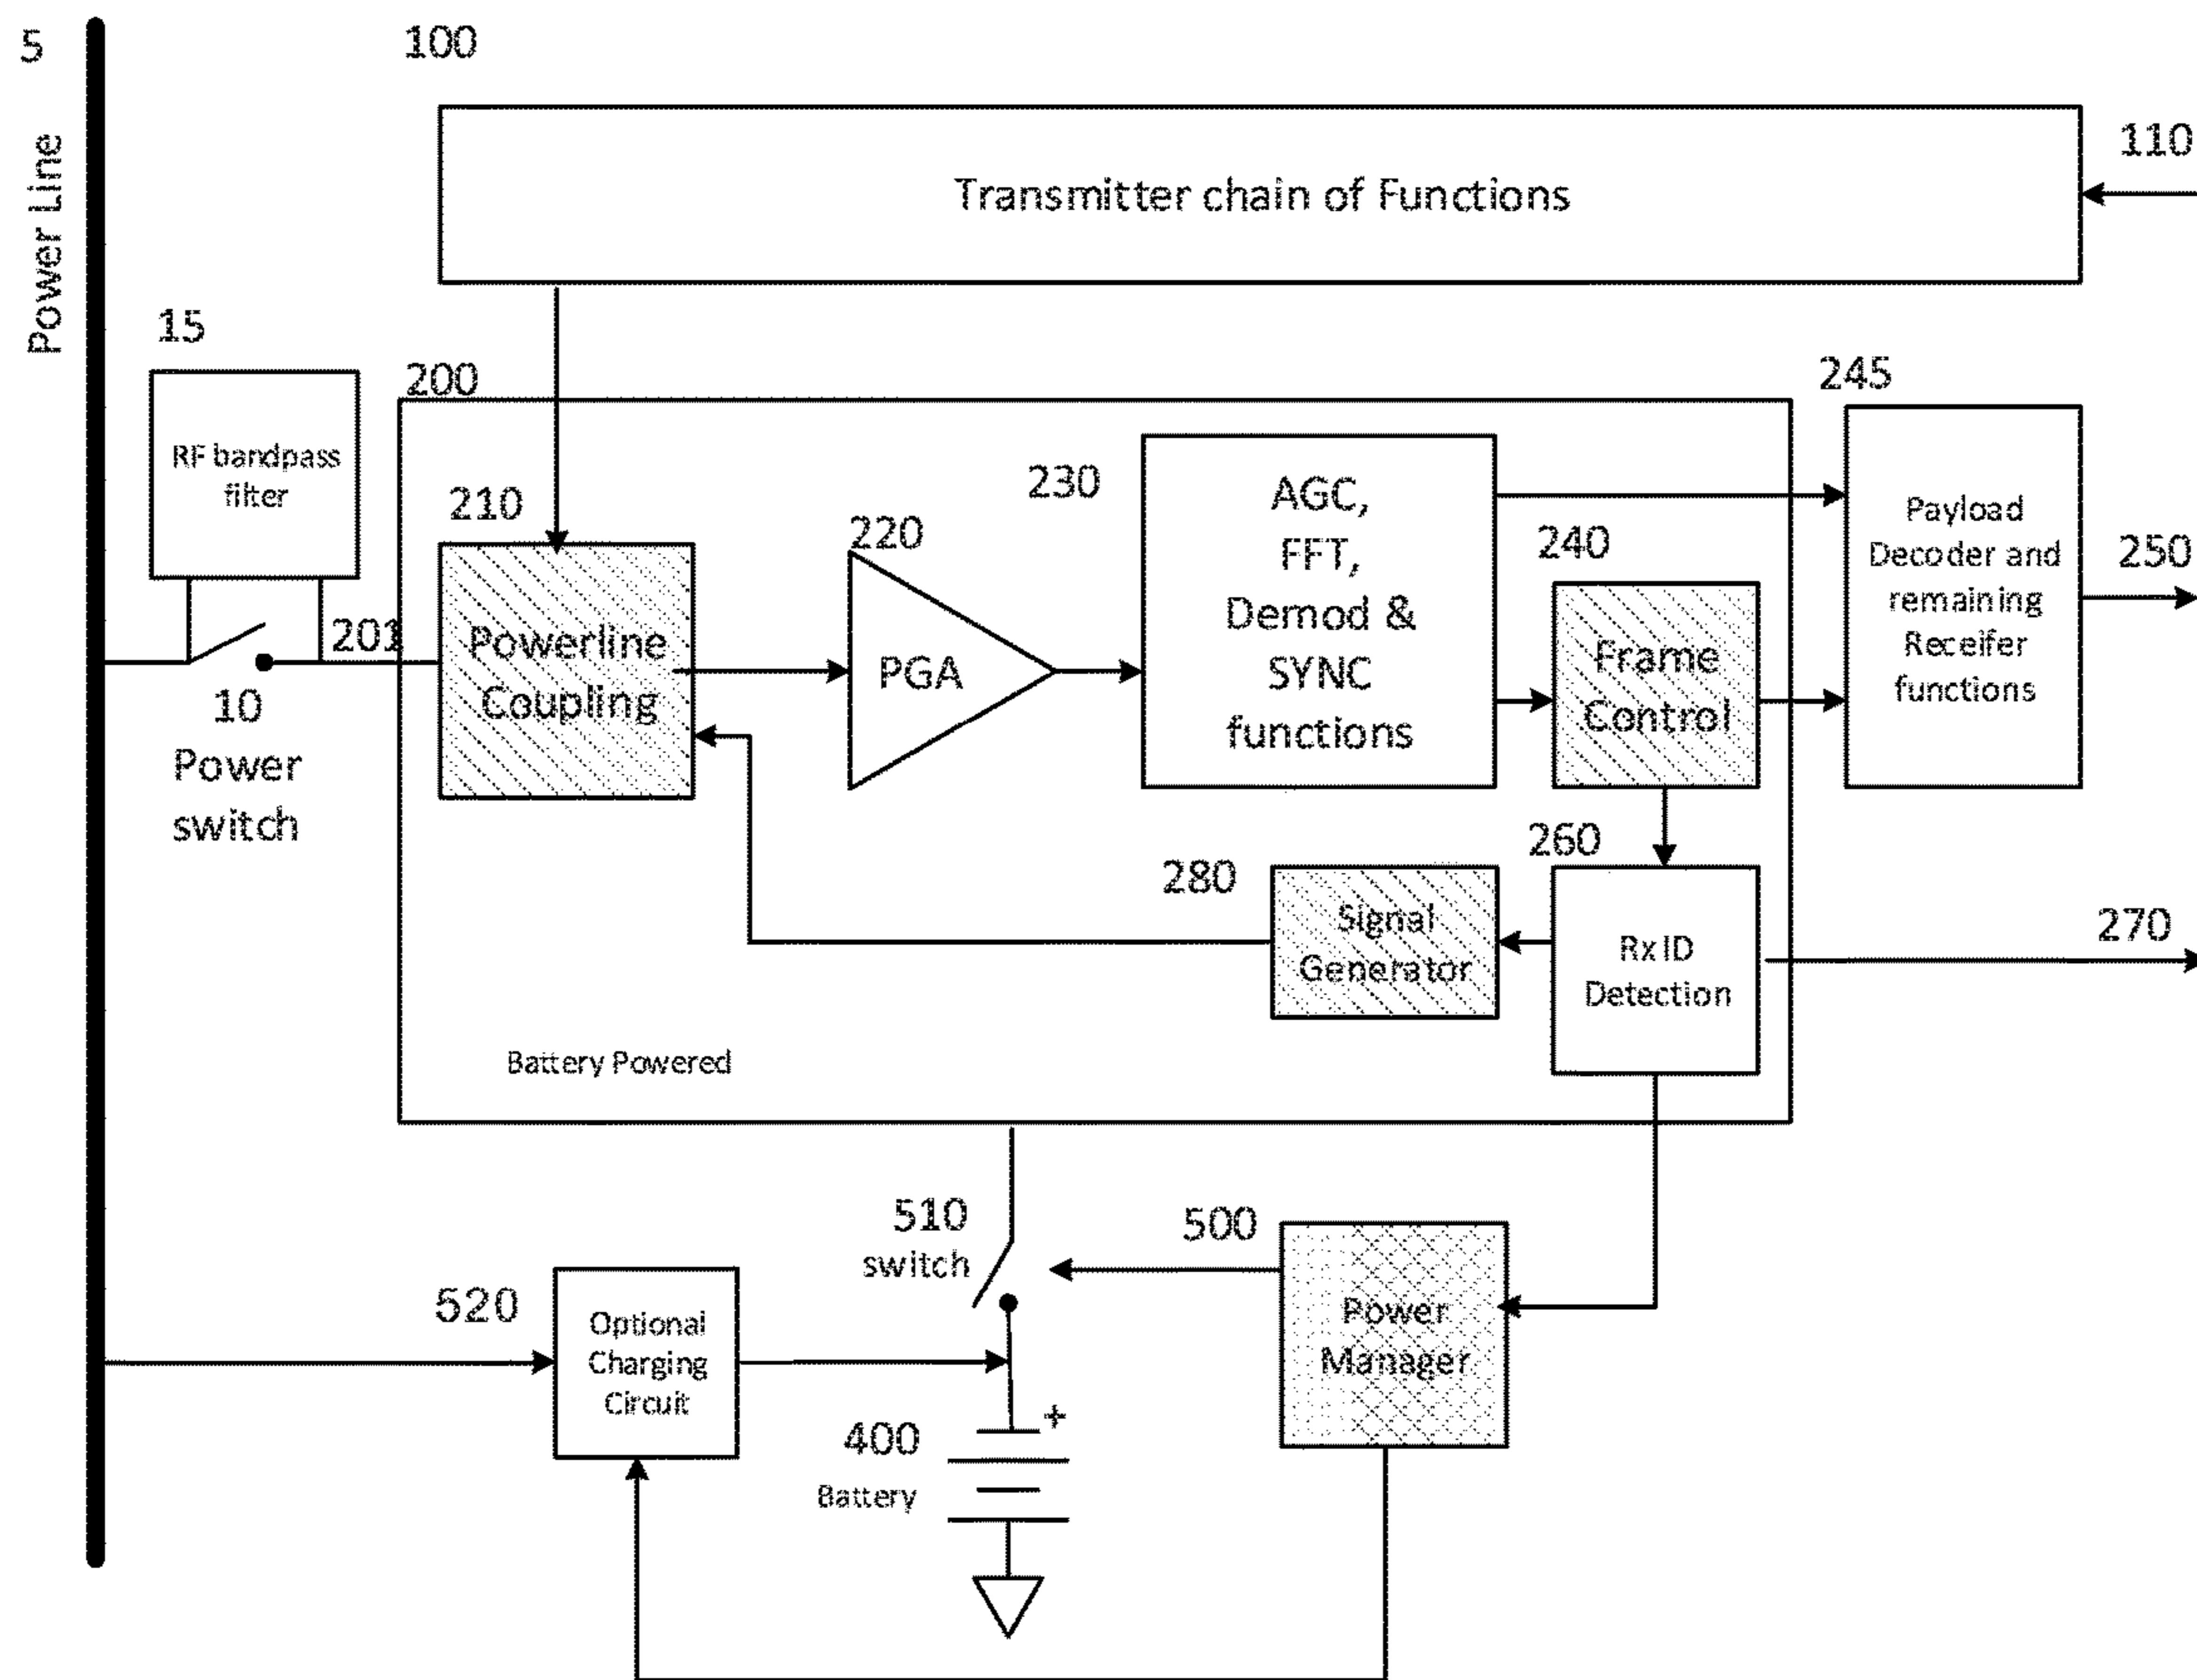 5
100
Power Line
110
Transmitter chain of Functions
15
RF bandpass
filter
200
245
210
220
230
AGC,
FFT,
Demod &
SYNC
functions
240
Payload
Decoder and
remaining
Receifer
functions
250
201
Powerline
Coupling
PGA
Frame
Control
10
Power
switch
280
260
Signal
Generator
Rx ID
Detection
270
Battery Powered
510
switch
500
520
Optional
Charging
Circuit
Power
Manager
+
400
Battery